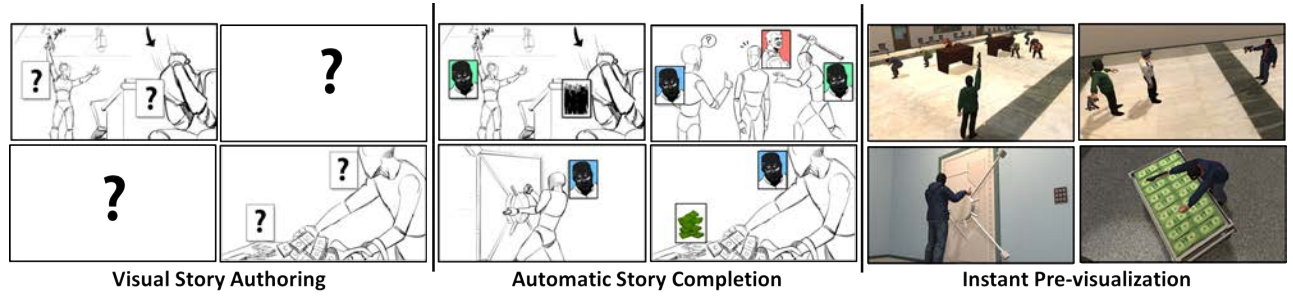 ?
?
?
?
?
?
?
Visual Story Authoring
Automatic Story Completion
Instant Pre-visualization